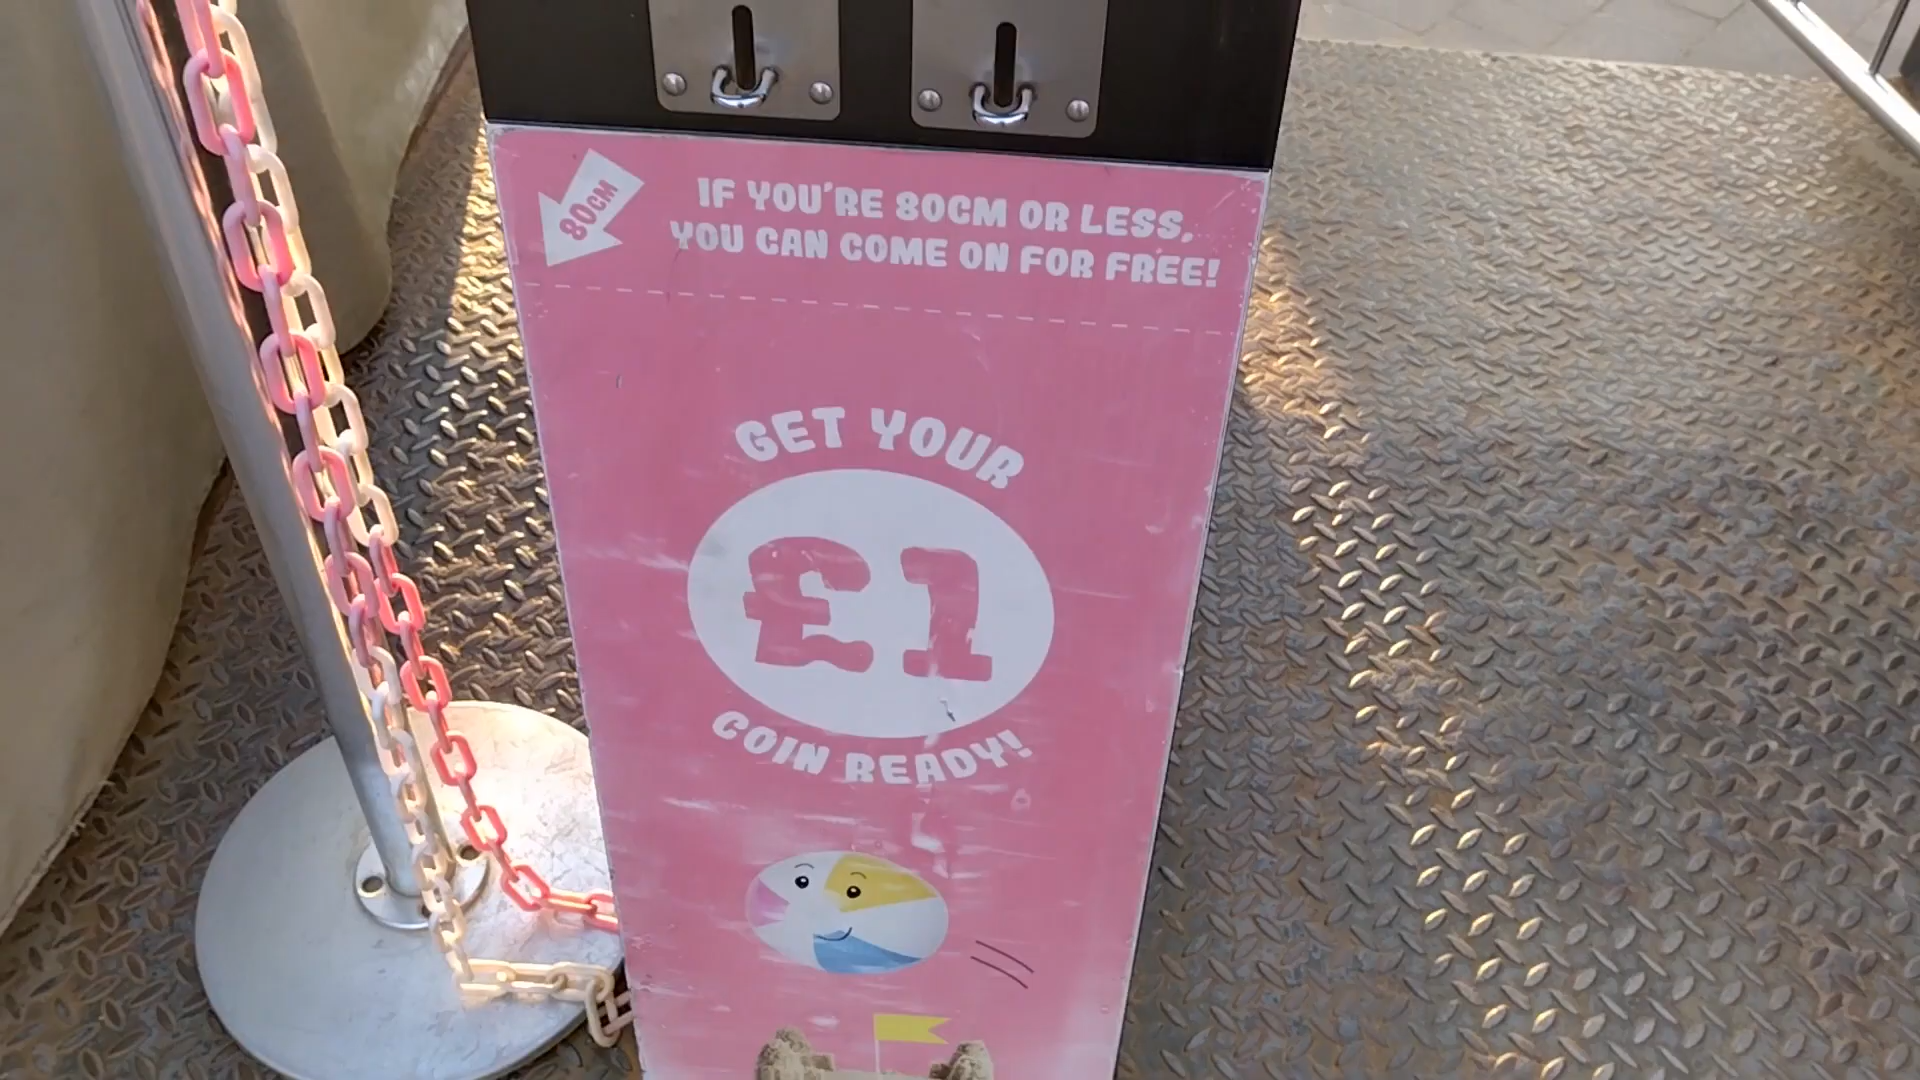 80CM
IF YOU'RE 80CM OR LESS,
YOU CAN COME ON FOR FREE!
GET YOUR
£1
COIN READY!